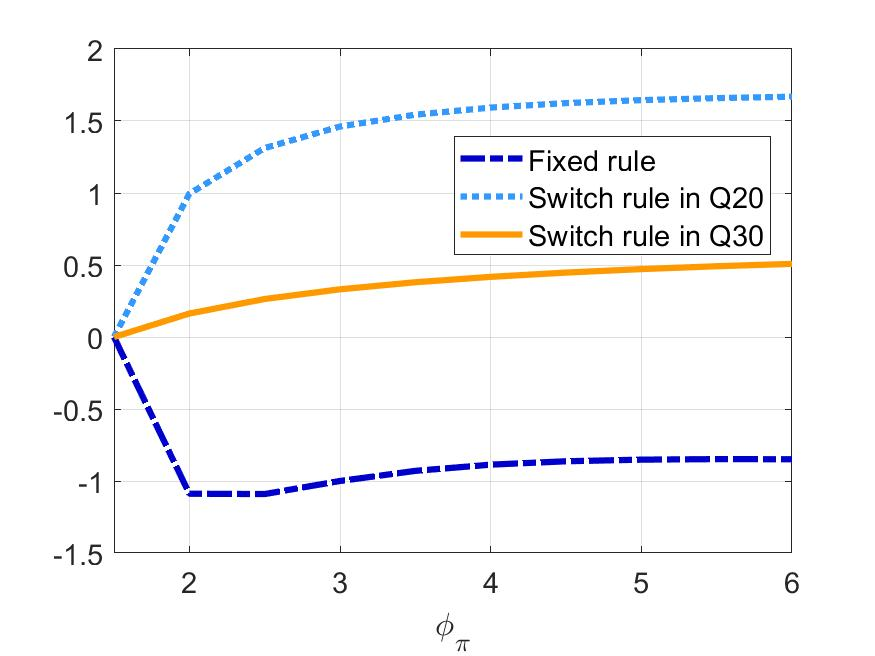 2
1.5
1
0.5
0
-0.5
-1
-1.5
Fixed rule
Switch rule in Q20
Switch rule in Q30
2 3 4 5 6
ϕπ